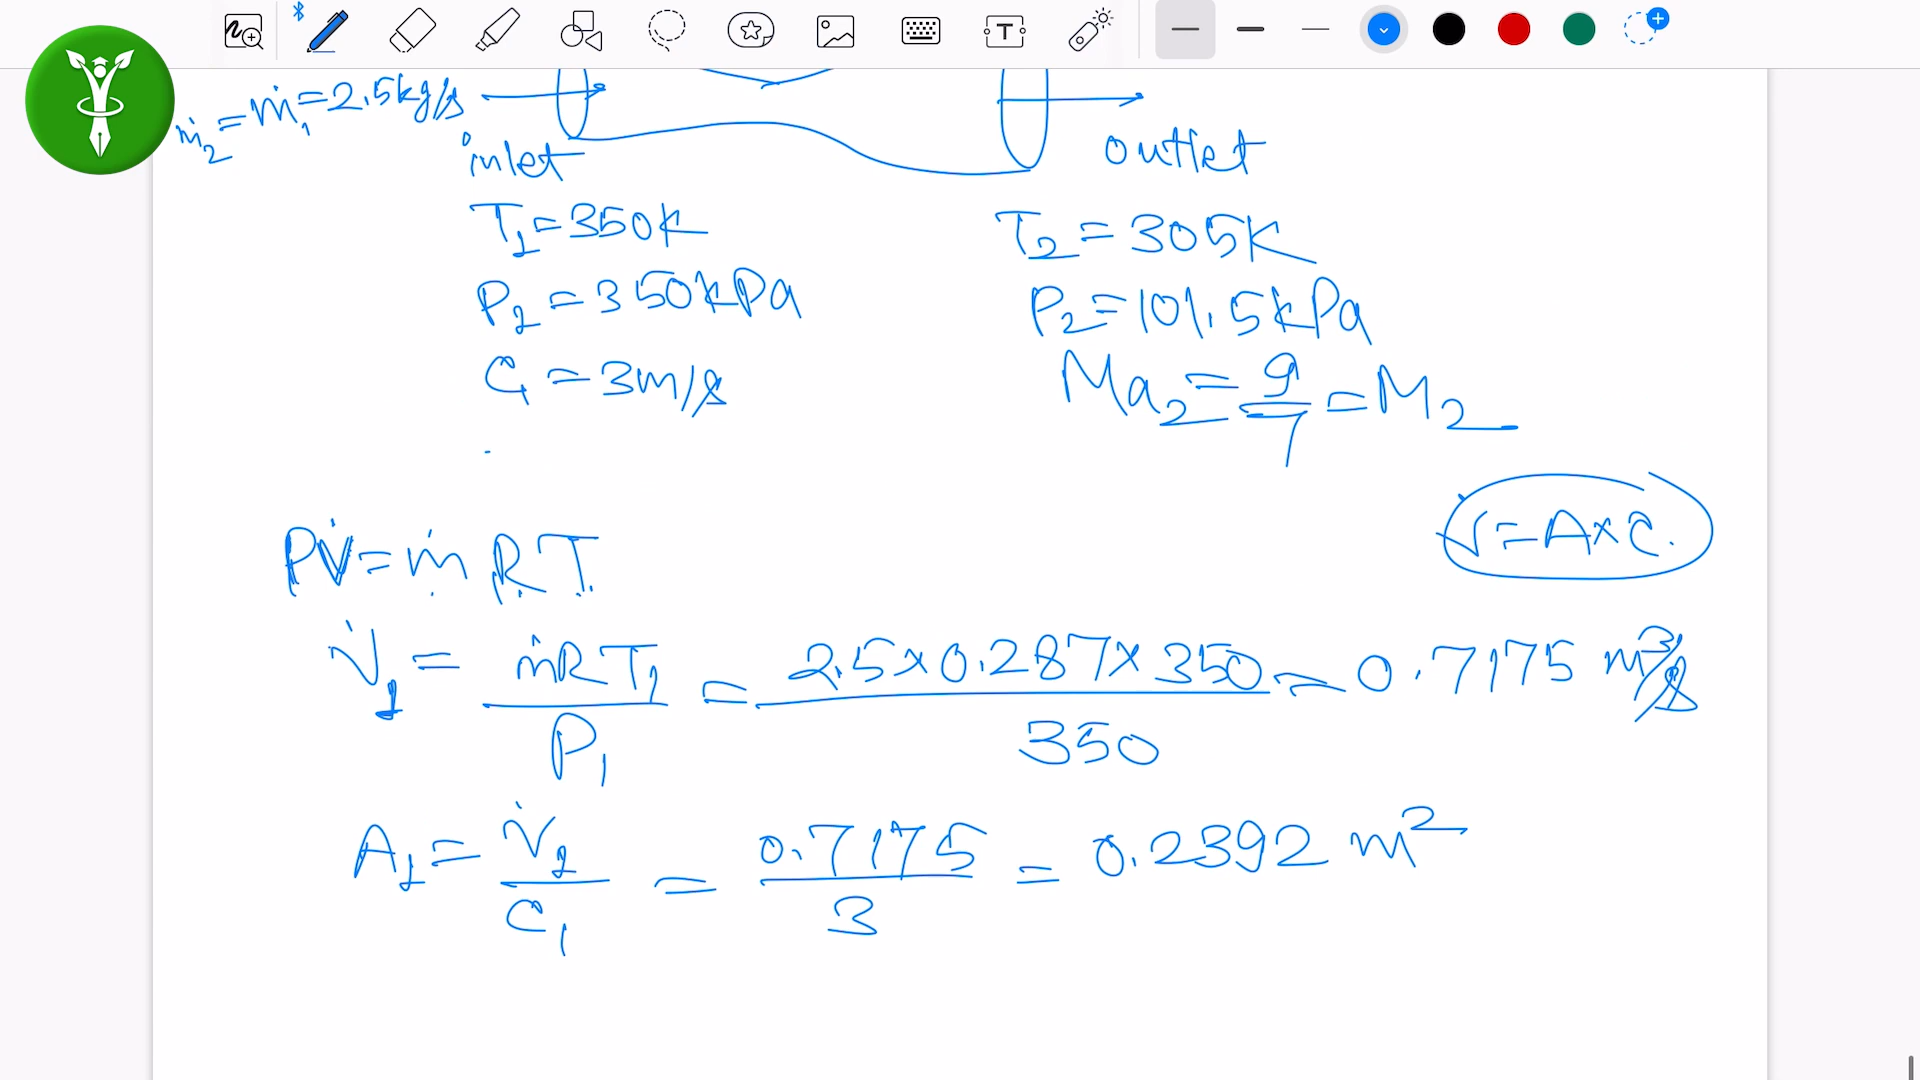 ṁ₂ = ṁ₁ = 2.5kg/s
inlet
outlet
T₁ = 350K
T₂ = 305K
P₁ = 350kPa
P₂ = 101.5kPa
C₁ = 3m/s
Ma₂ = 9/7 = M₂
V̇ = A×C.
PV̇ = ṁRT
V̇₁ = ṁRT₁/P₁ = 2.5×0.287×350/350 = 0.7175 m³/s
A₁ = V̇₁/C₁ = 0.7175/3 = 0.2392 m²